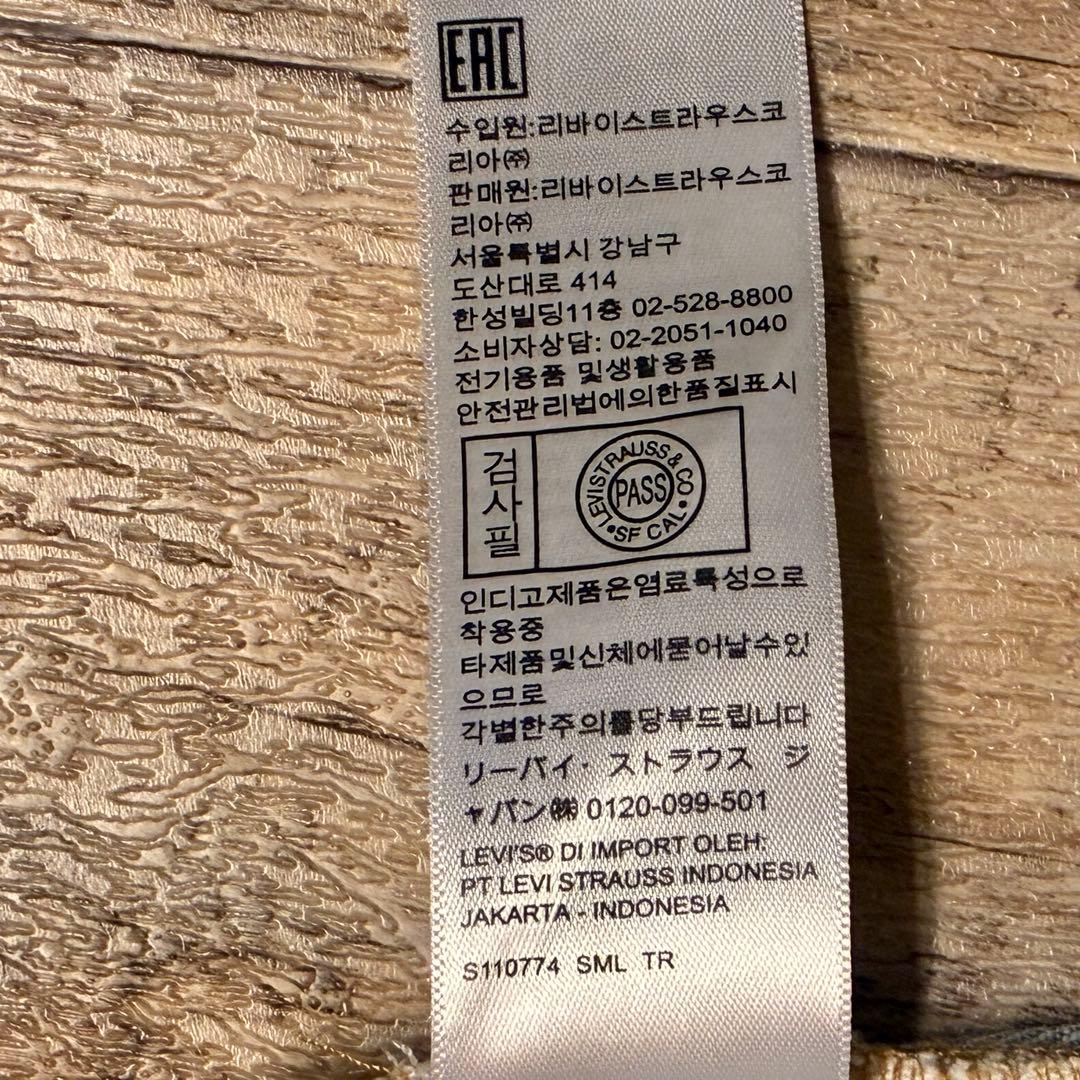 EAC
수입원:리바이스트라우스코
리아㈜
판매원:리바이스트라우스코
리아㈜
서울특별시 강남구
도산대로 414
한성빌딩11층 02-528-8800
소비자상담: 02-2051-1040
전기용품 및생활용품
안전관리법에의한품질표시
검사필
LEVI STRAUSS & CO
PASS
•SF CAL•
인디고제품은염료특성으로
착용중
타제품및신체에묻어날수있
으므로
각별한주의를당부드립니다
リーバイ・ストラウス　ジ
ャパン㈱ 0120-099-501
LEVI'S® DI IMPORT OLEH:
PT LEVI STRAUSS INDONESIA
JAKARTA - INDONESIA
S110774 SML TR